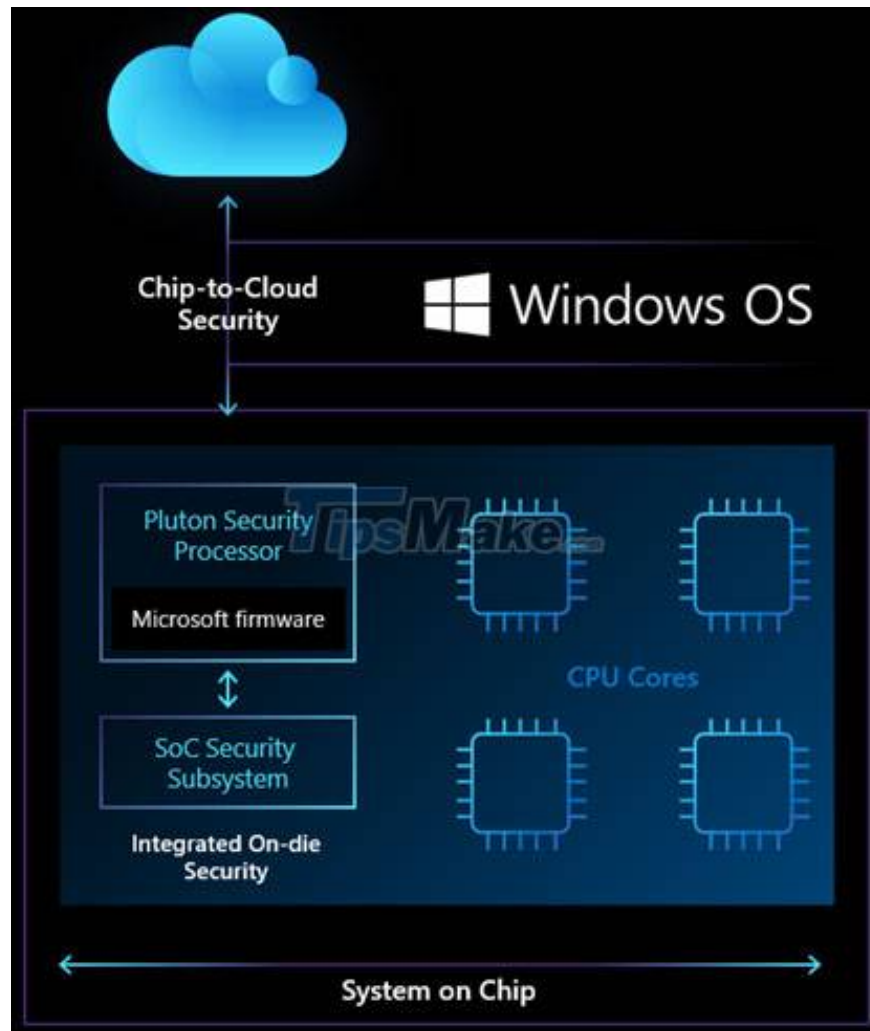 Chip-to-Cloud
Security
Windows OS
Pluton Security
Processor
TipsMake.com
Microsoft firmware
CPU Cores
SoC Security
Subsystem
Integrated On-die
Security
System on Chip